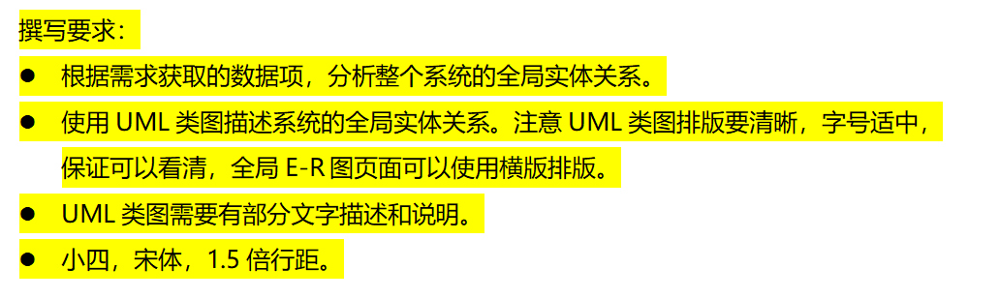 撰写要求：
● 根据需求获取的数据项，分析整个系统的全局实体关系。
● 使用 UML 类图描述系统的全局实体关系。注意 UML 类图排版要清晰，字号适中，
保证可以看清，全局 E-R 图页面可以使用横版排版。
● UML 类图需要有部分文字描述和说明。
● 小四，宋体，1.5 倍行距。